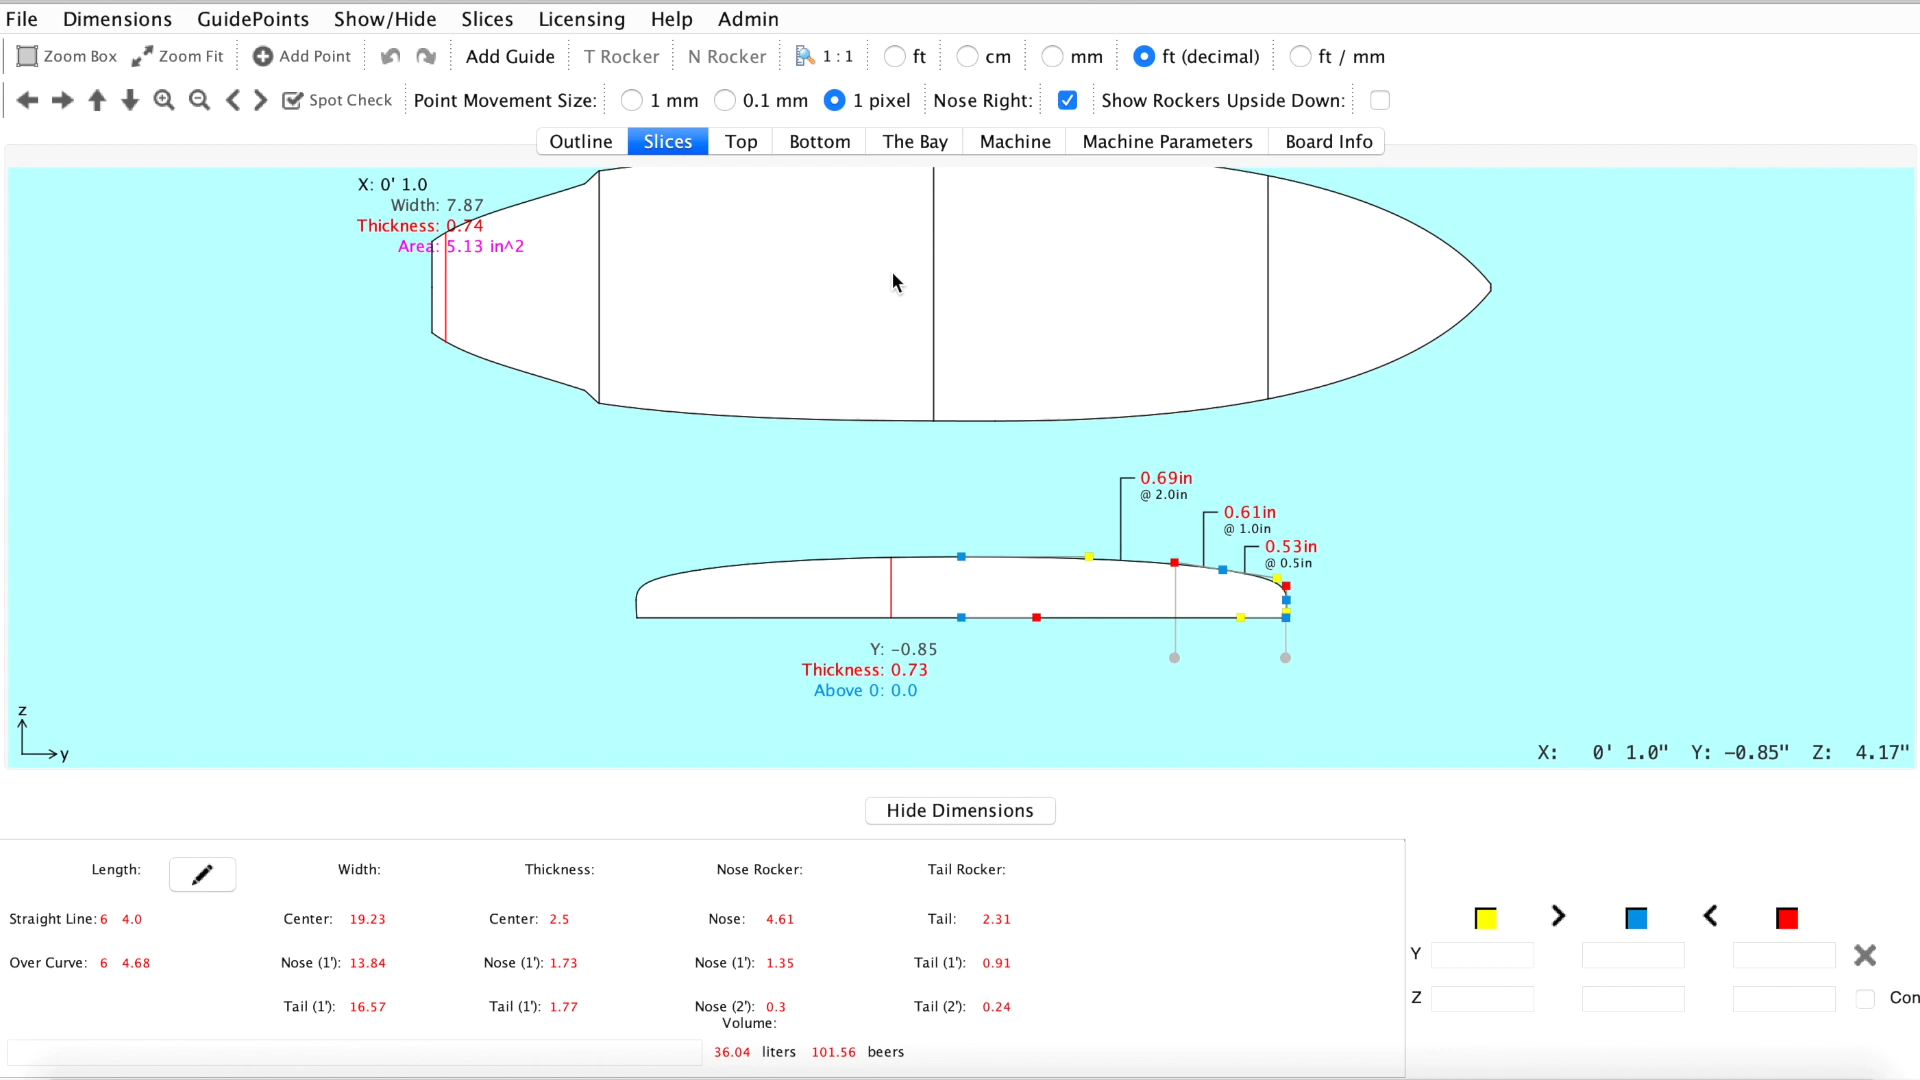 File Dimensions GuidePoints Show/Hide Slices Licensing Help Admin
Zoom Box Zoom Fit Add Point Add Guide T Rocker N Rocker 1 : 1 ft cm mm ft (decimal) ft / mm
Spot Check Point Movement Size: 1 mm 0.1 mm 1 pixel Nose Right: Show Rockers Upside Down:
Outline Slices Top Bottom The Bay Machine Machine Parameters Board Info
X: 0' 1.0
Width: 7.87
Thickness: 0.74
Area: 5.13 in^2
0.69in
@ 2.0in
0.61in
@ 1.0in
0.53in
@ 0.5in
Y: -0.85
Thickness: 0.73
Above 0: 0.0
z
y
X: 0' 1.0" Y: -0.85" Z: 4.17"
Hide Dimensions
Length: Width: Thickness: Nose Rocker: Tail Rocker:
Straight Line: 6 4.0 Center: 19.23 Center: 2.5 Nose: 4.61 Tail: 2.31
Over Curve: 6 4.68 Nose (1'): 13.84 Nose (1'): 1.73 Nose (1'): 1.35 Tail (1'): 0.91
Tail (1'): 16.57 Tail (1'): 1.77 Nose (2'): 0.3 Tail (2'): 0.24
Volume:
36.04 liters 101.56 beers
Y
Z Con